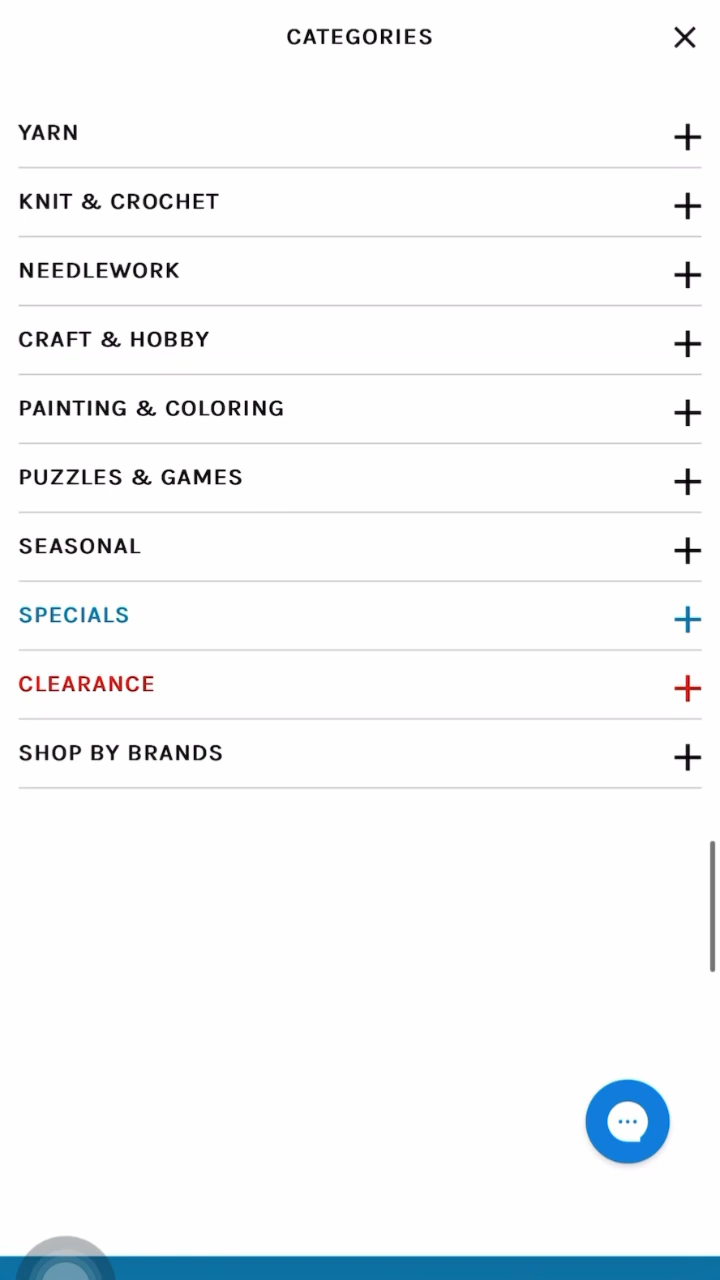 CATEGORIES
YARN
KNIT & CROCHET
NEEDLEWORK
CRAFT & HOBBY
PAINTING & COLORING
PUZZLES & GAMES
SEASONAL
SPECIALS
CLEARANCE
SHOP BY BRANDS